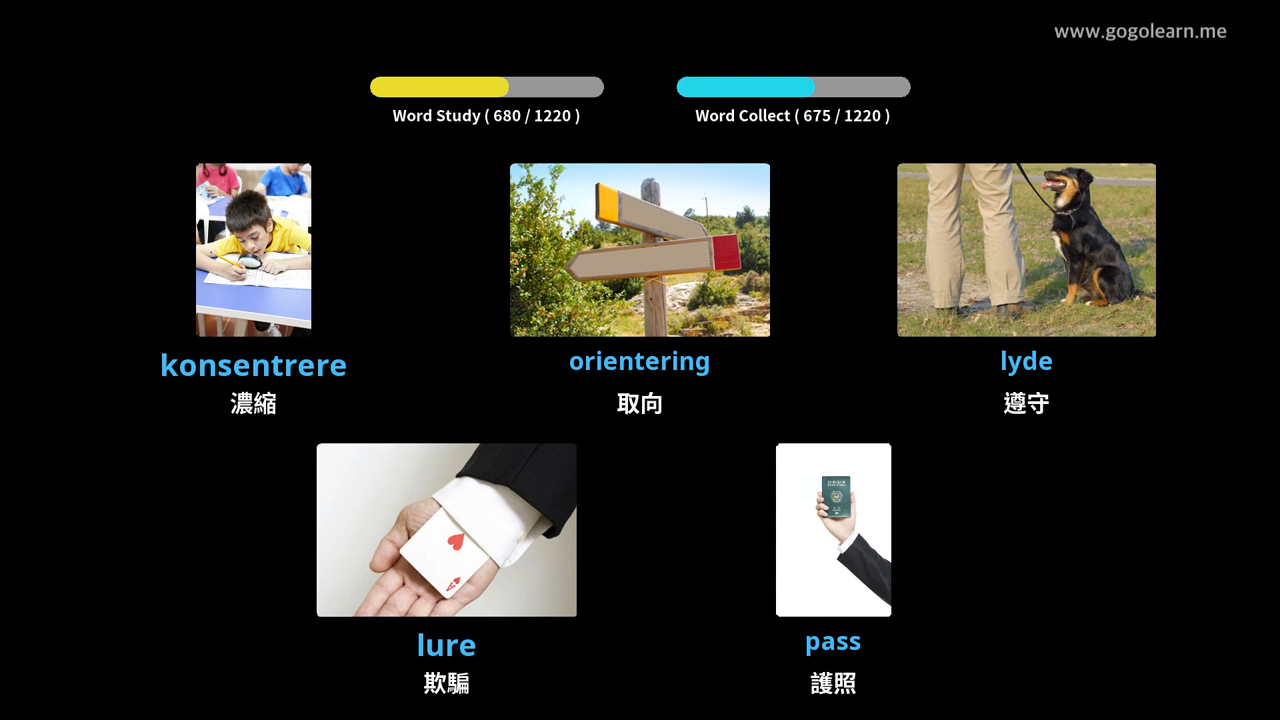 www.gogolearn.me
Word Study ( 680 / 1220 )
Word Collect ( 675 / 1220 )
konsentrere
濃縮
orientering
取向
lyde
遵守
A
lure
欺騙
pass
護照